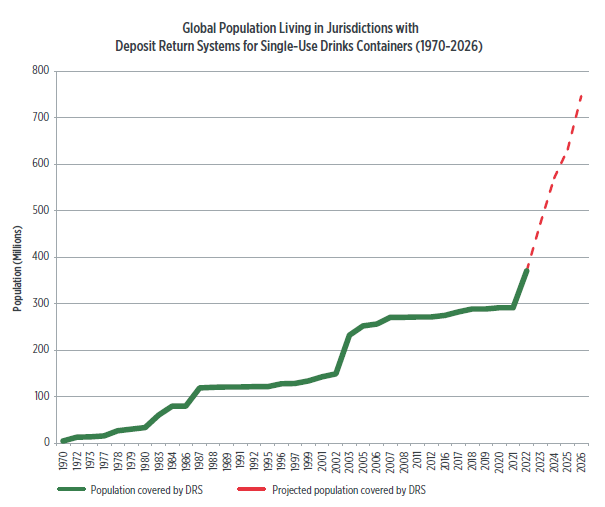 Global Population Living in Jurisdictions with
Deposit Return Systems for Single-Use Drinks Containers (1970-2026)
800
700
600
500
400
300
200
100
0
Population (Millions)
1970 1972 1973 1977 1978 1979 1980 1983 1984 1986 1987 1988 1989 1991 1992 1995 1996 1997 1999 2001 2002 2003 2005 2006 2007 2008 2011 2012 2016 2017 2018 2019 2020 2021 2022 2023 2024 2025 2026
Population covered by DRS Projected population covered by DRS